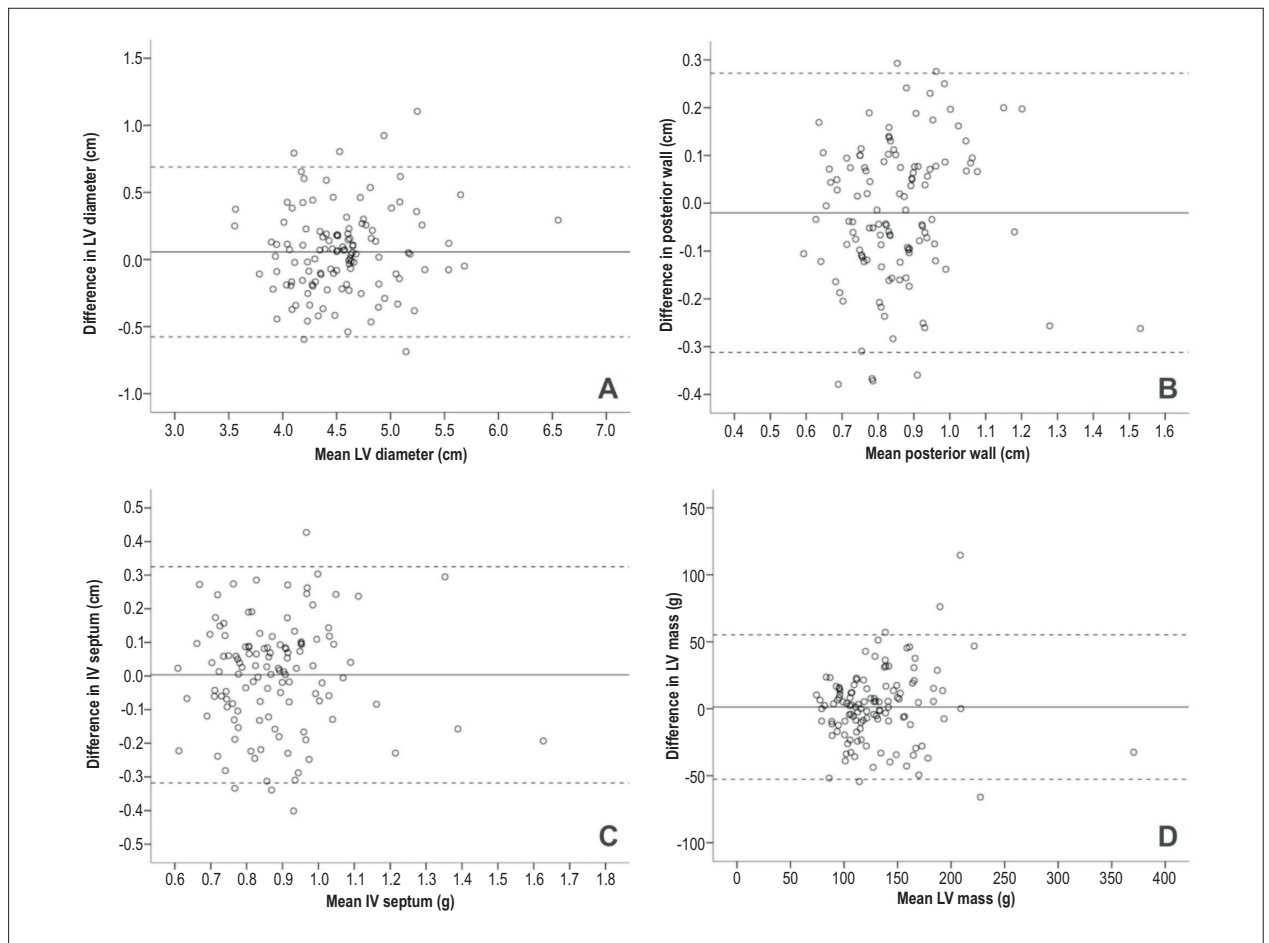 Difference in LV diameter (cm)
1.5
1.0
0.5
0.0
-0.5
-1.0
A
3.0 3.5 4.0 4.5 5.0 5.5 6.0 6.5 7.0
Mean LV diameter (cm)
Difference in posterior wall (cm)
0.3
0.2
0.1
0.0
-0.1
-0.2
-0.3
-0.4
B
0.4 0.5 0.6 0.7 0.8 0.9 1.0 1.1 1.2 1.3 1.4 1.5 1.6
Mean posterior wall (cm)
Difference in IV septum (cm)
0.5
0.4
0.3
0.2
0.1
0.0
-0.1
-0.2
-0.3
-0.4
-0.5
C
0.6 0.7 0.8 0.9 1.0 1.1 1.2 1.3 1.4 1.5 1.6 1.7 1.8
Mean IV septum (g)
Difference in LV mass (g)
150
100
50
0
-50
-100
D
0 50 100 150 200 250 300 350 400
Mean LV mass (g)